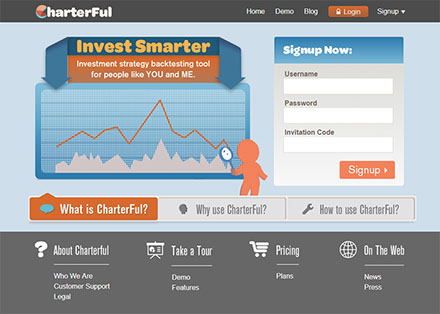 CharterFul
Home Demo Blog Login Signup
Invest Smarter
Investment strategy backtesting tool
for people like YOU and ME.
Signup Now:
Username
Password
Invitation Code
Signup
What is CharterFul? Why use CharterFul? How to use CharterFul?
About Charterful Take a Tour Pricing On The Web
Who We Are Demo Plans News
Customer Support Features Press
Legal